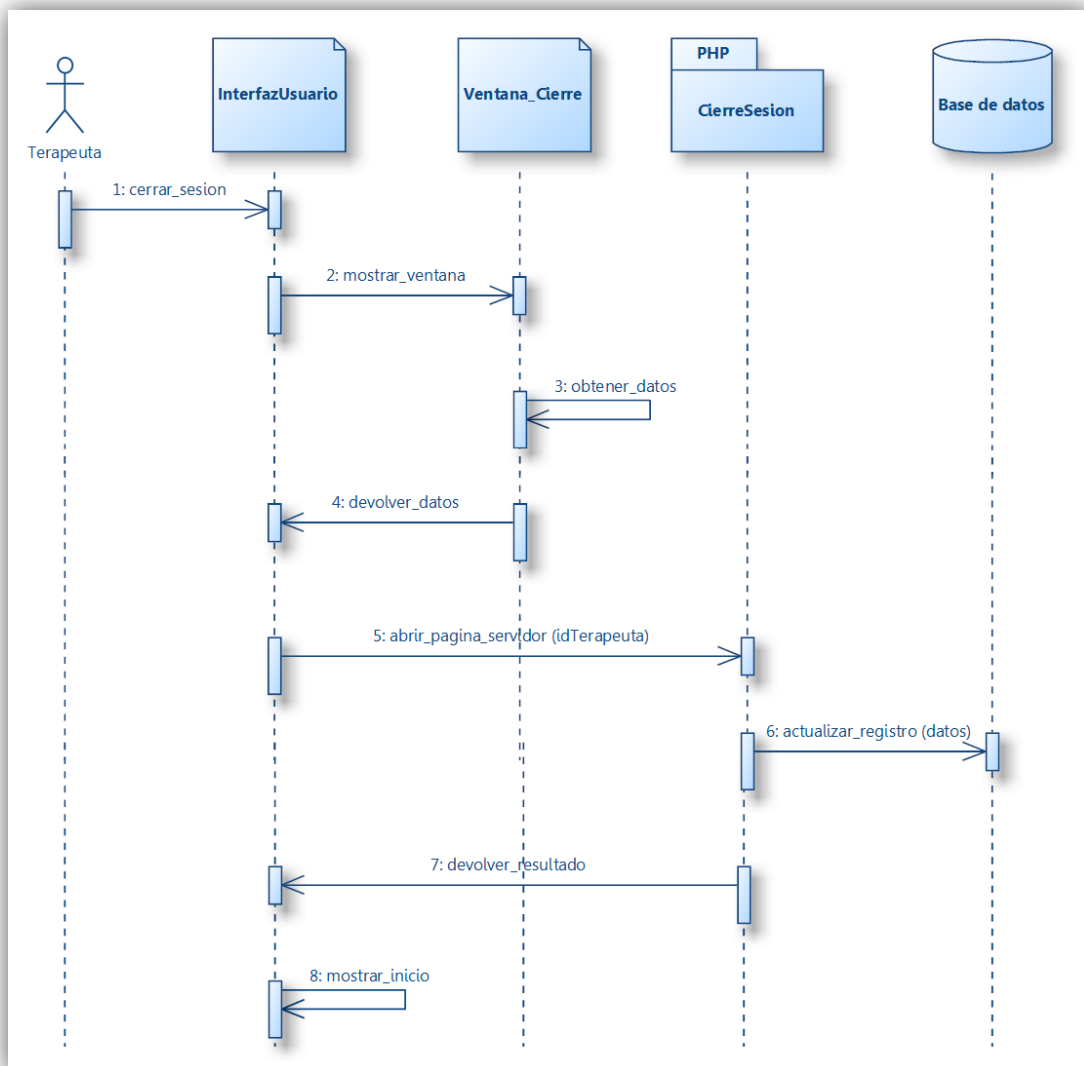 PHP
InterfazUsuario
Ventana_Cierre
CierreSesion
Base de datos
Terapeuta
1: cerrar_sesion
2: mostrar_ventana
3: obtener_datos
4: devolver_datos
5: abrir_pagina_servidor (idTerapeuta)
6: actualizar_registro (datos)
7: devolver_resultado
8: mostrar_inicio